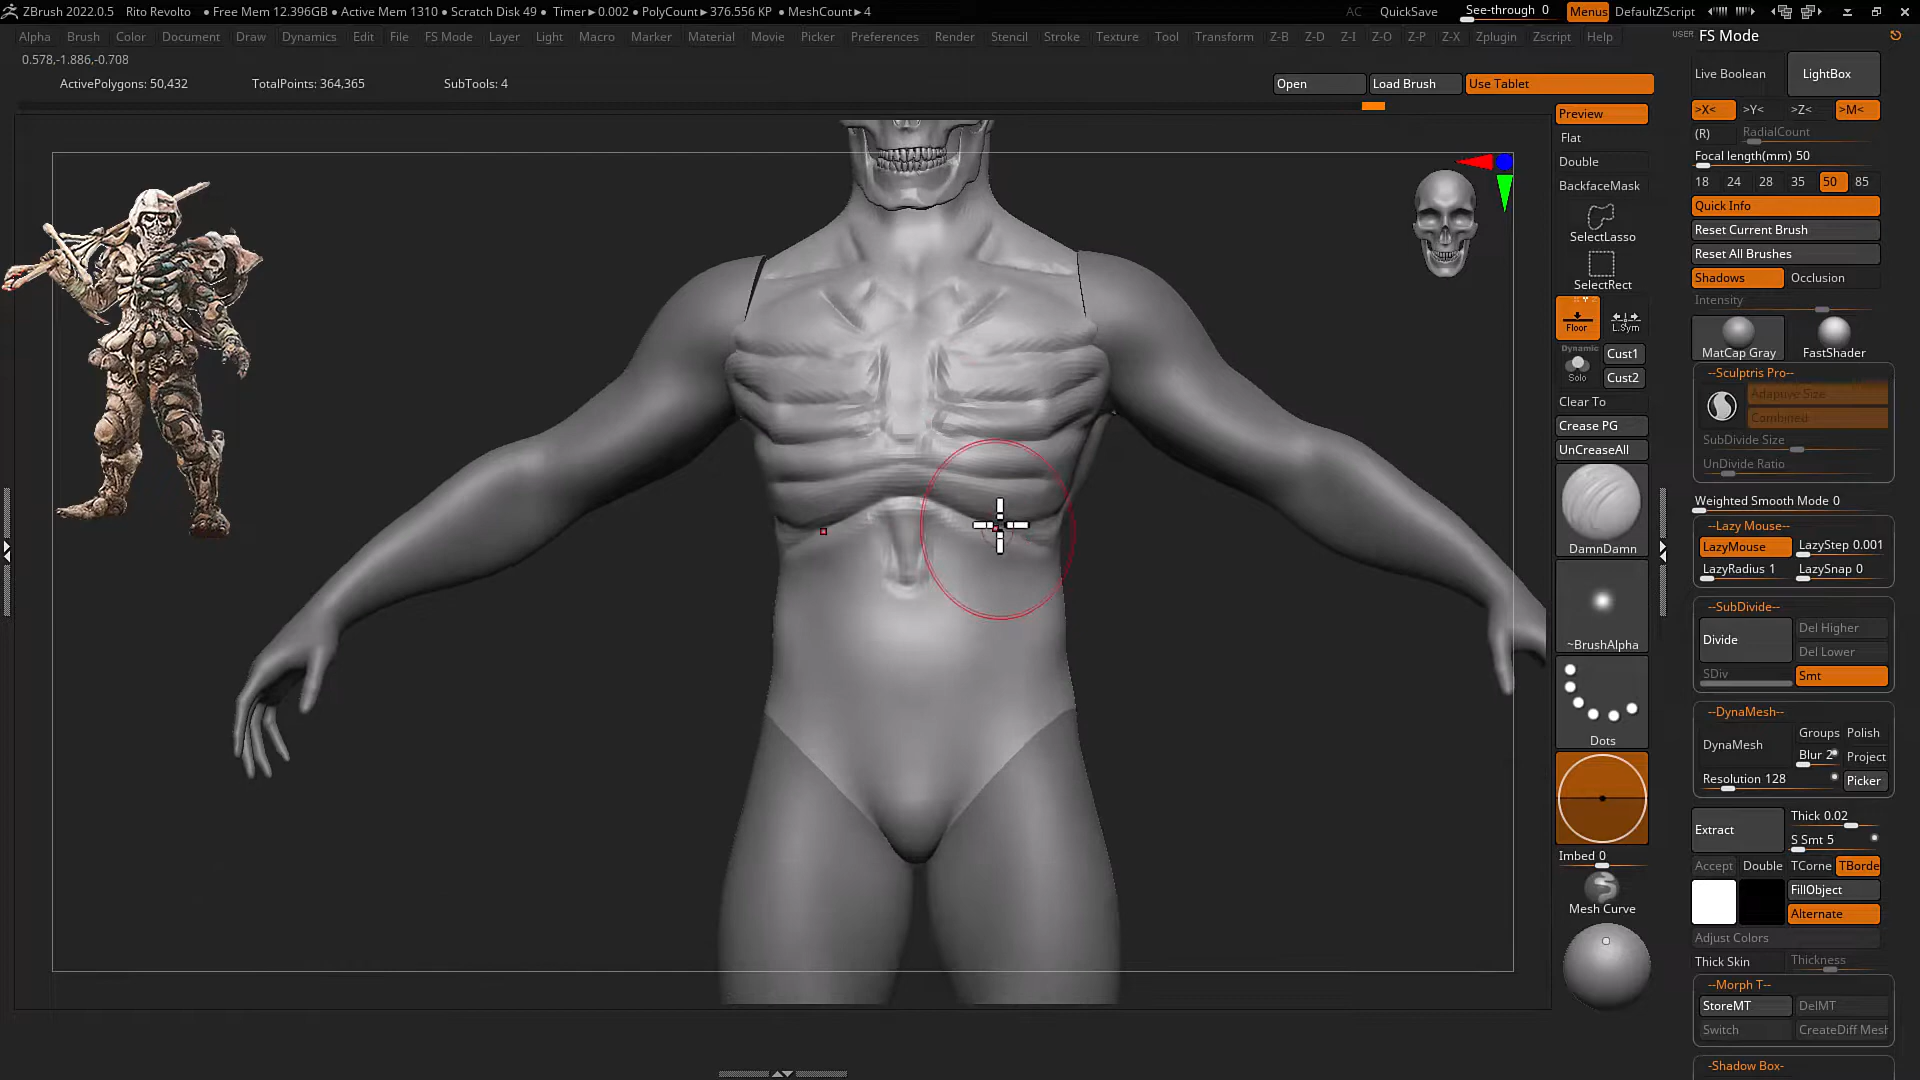 ZBrush 2022.0.5 Rito Revolto • Free Mem 12.396GB • Active Mem 1310 • Scratch Disk 49 • Timer▸0.002 • PolyCount▸376.556 KP • MeshCount▸4 AC QuickSave See-through 0 Menus DefaultZScript
Alpha Brush Color Document Draw Dynamics Edit File FS Mode Layer Light Macro Marker Material Movie Picker Preferences Render Stencil Stroke Texture Tool Transform Z-B Z-D Z-I Z-O Z-P Z-X Zplugin Zscript Help
USER FS Mode
0.578,-1.886,-0.708
ActivePolygons: 50,432 TotalPoints: 364,365 SubTools: 4
Open Load Brush Use Tablet
Preview
Flat
Double
BackfaceMask
SelectLasso
SelectRect
Floor L.Sym
Dynamic
Solo
Cust1
Cust2
Clear To
Crease PG
UnCreaseAll
DamnDamn
~BrushAlpha
Dots
Imbed 0
Mesh Curve
Live Boolean LightBox
>X< >Y< >Z< >M<
(R) RadialCount
Focal length(mm) 50
18 24 28 35 50 85
Quick Info
Reset Current Brush
Reset All Brushes
Shadows Occlusion
Intensity
MatCap Gray FastShader
--Sculptris Pro--
Adaptive Size
Combined
SubDivide Size
UnDivide Ratio
Weighted Smooth Mode 0
--Lazy Mouse--
LazyMouse LazyStep 0.001
LazyRadius 1 LazySnap 0
--SubDivide--
Divide Del Higher
Del Lower
SDiv Smt
--DynaMesh--
DynaMesh Groups Polish
Blur 2 Project
Resolution 128 Picker
Extract Thick 0.02
S Smt 5
Accept Double TCorne TBorde
FillObject
Alternate
Adjust Colors
Thick Skin Thickness
--Morph T--
StoreMT DelMT
Switch CreateDiff Mesh
--Shadow Box-